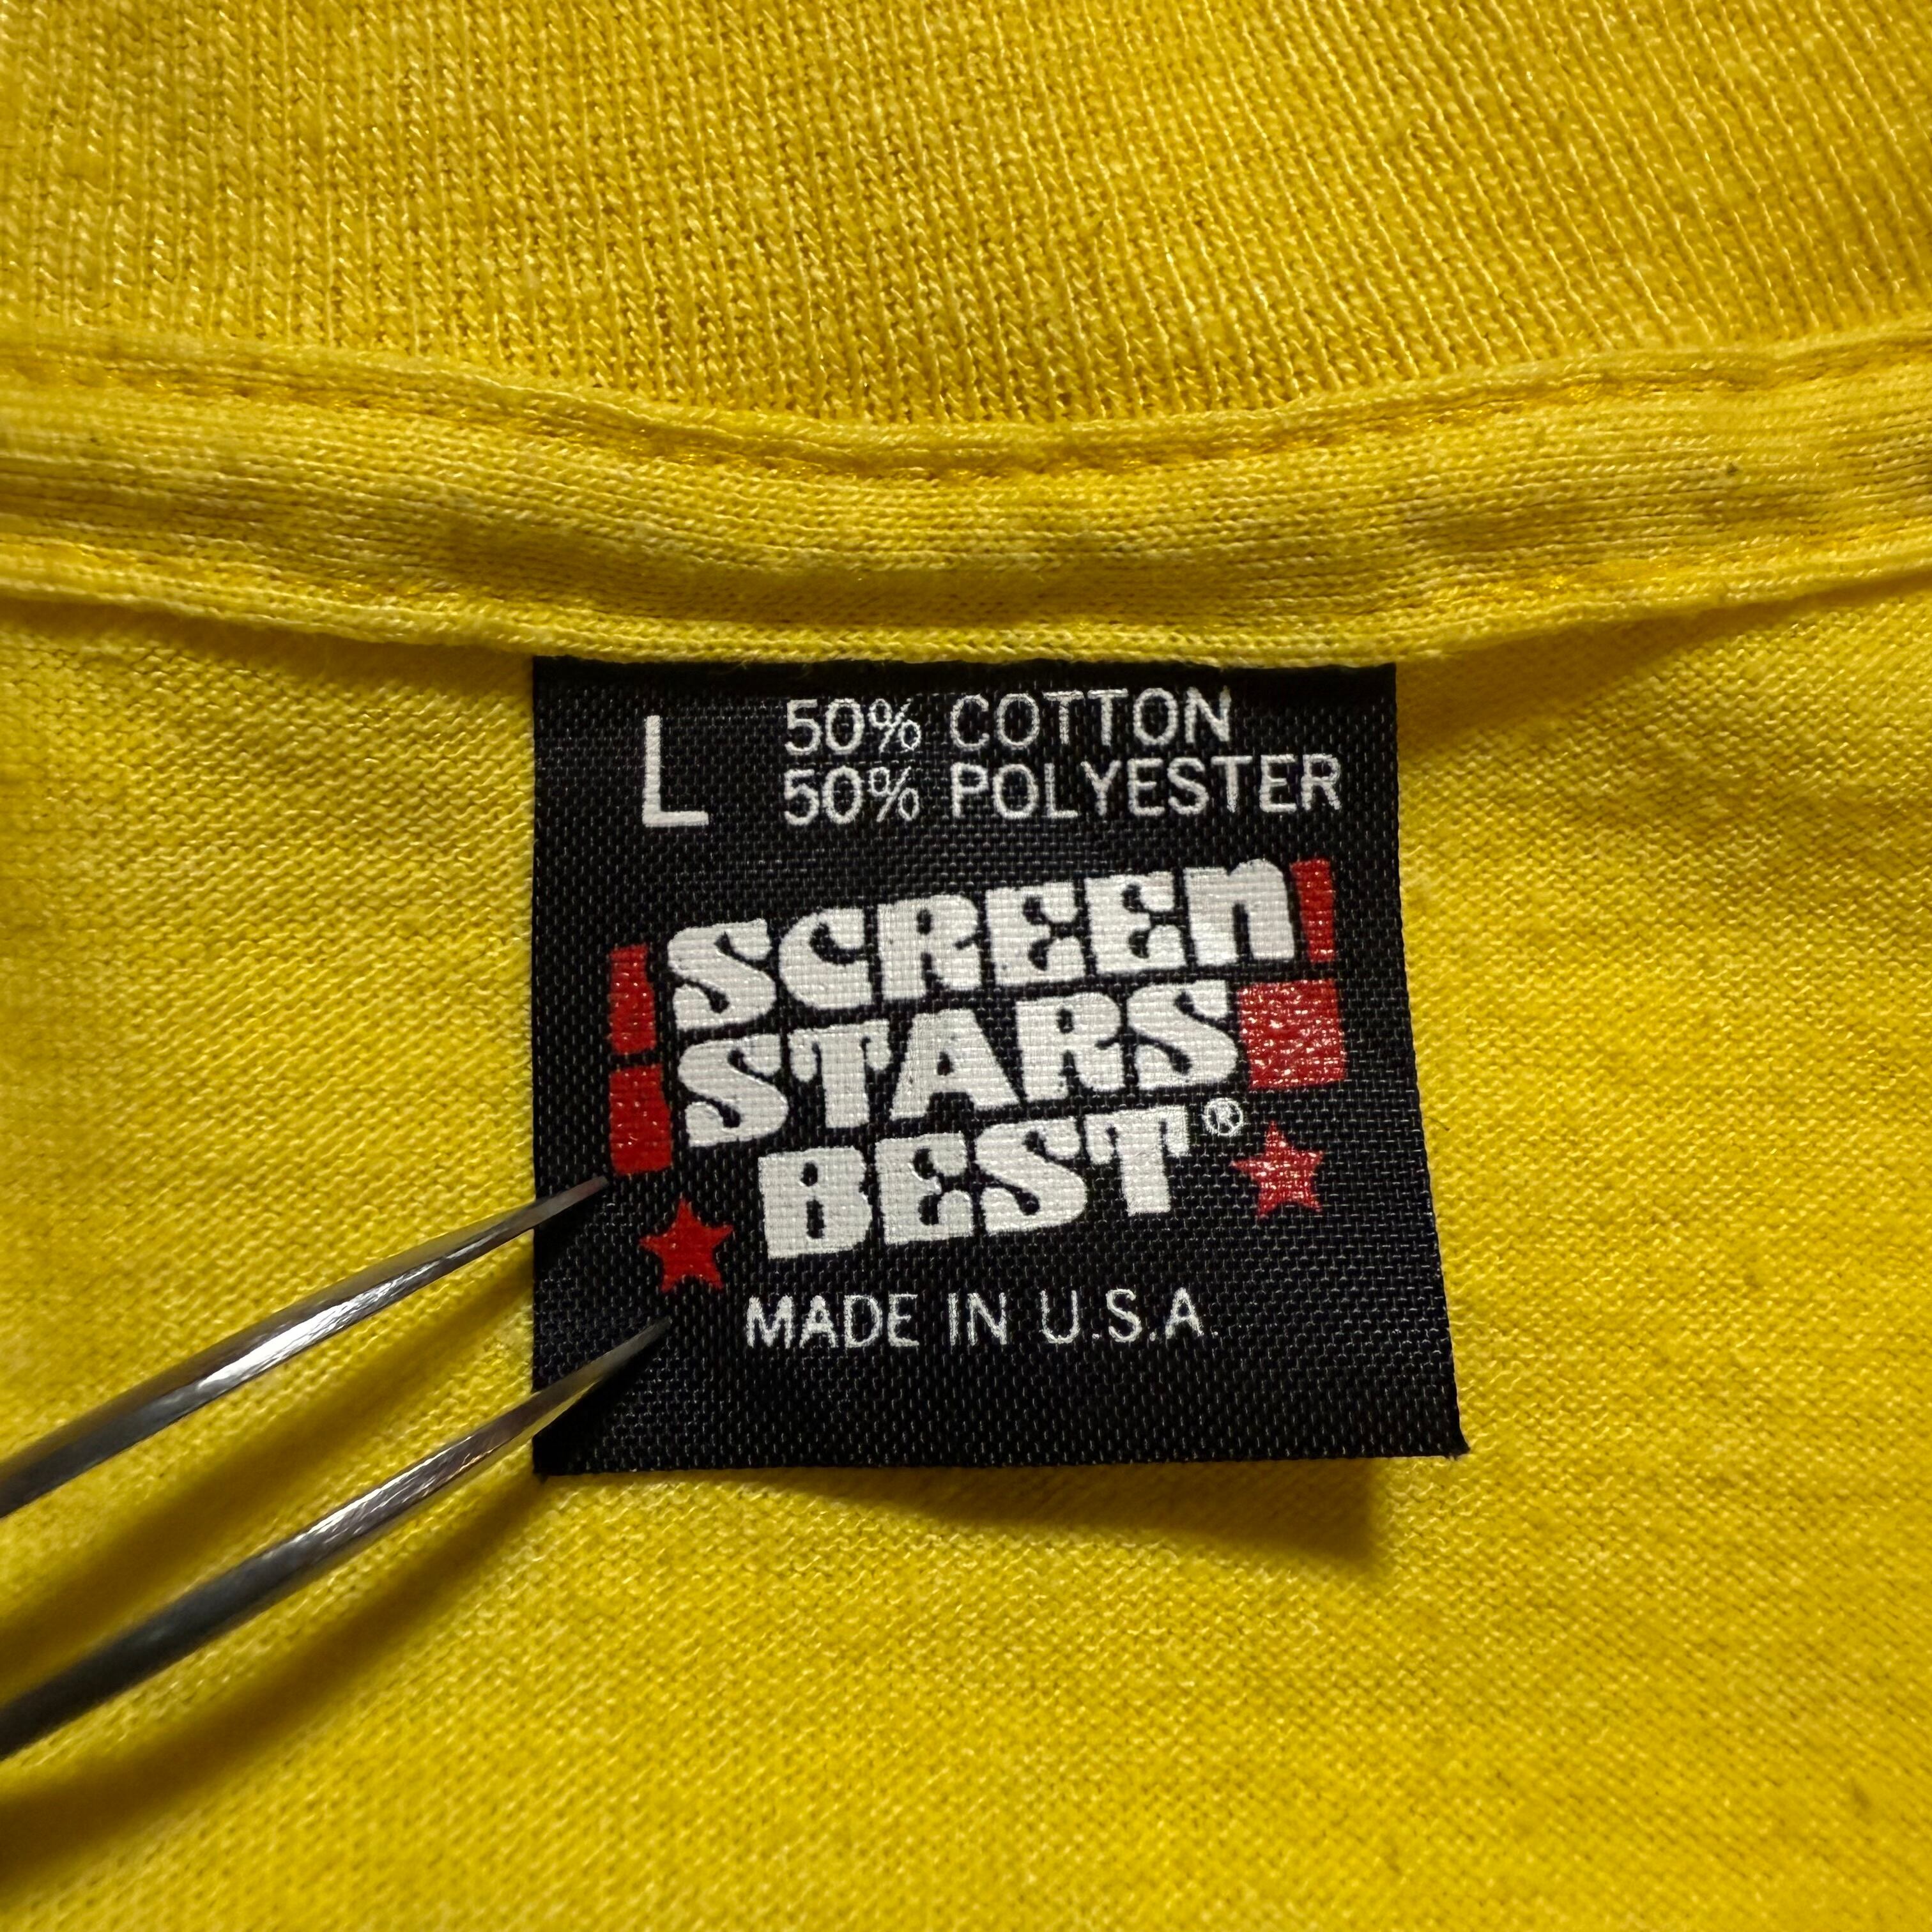 L
50% COTTON
50% POLYESTER
SCREEn
STARS
BEST®
MADE IN U.S.A.